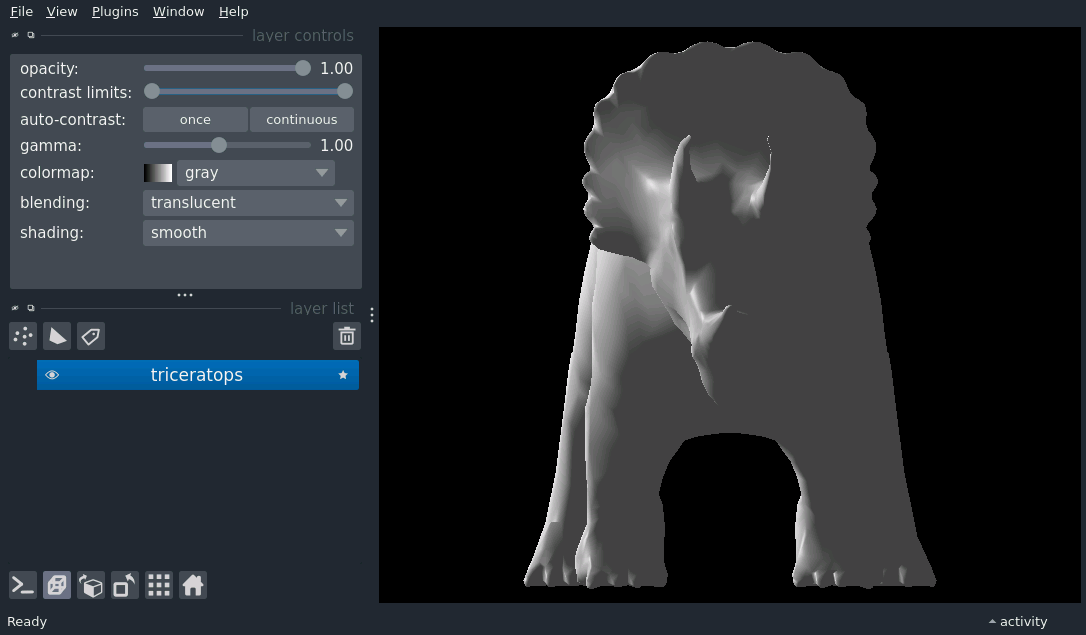 File View Plugins Window Help
layer controls
opacity: 1.00
contrast limits:
auto-contrast: once continuous
gamma: 1.00
colormap: gray
blending: translucent
shading: smooth
layer list
triceratops
Ready
activity